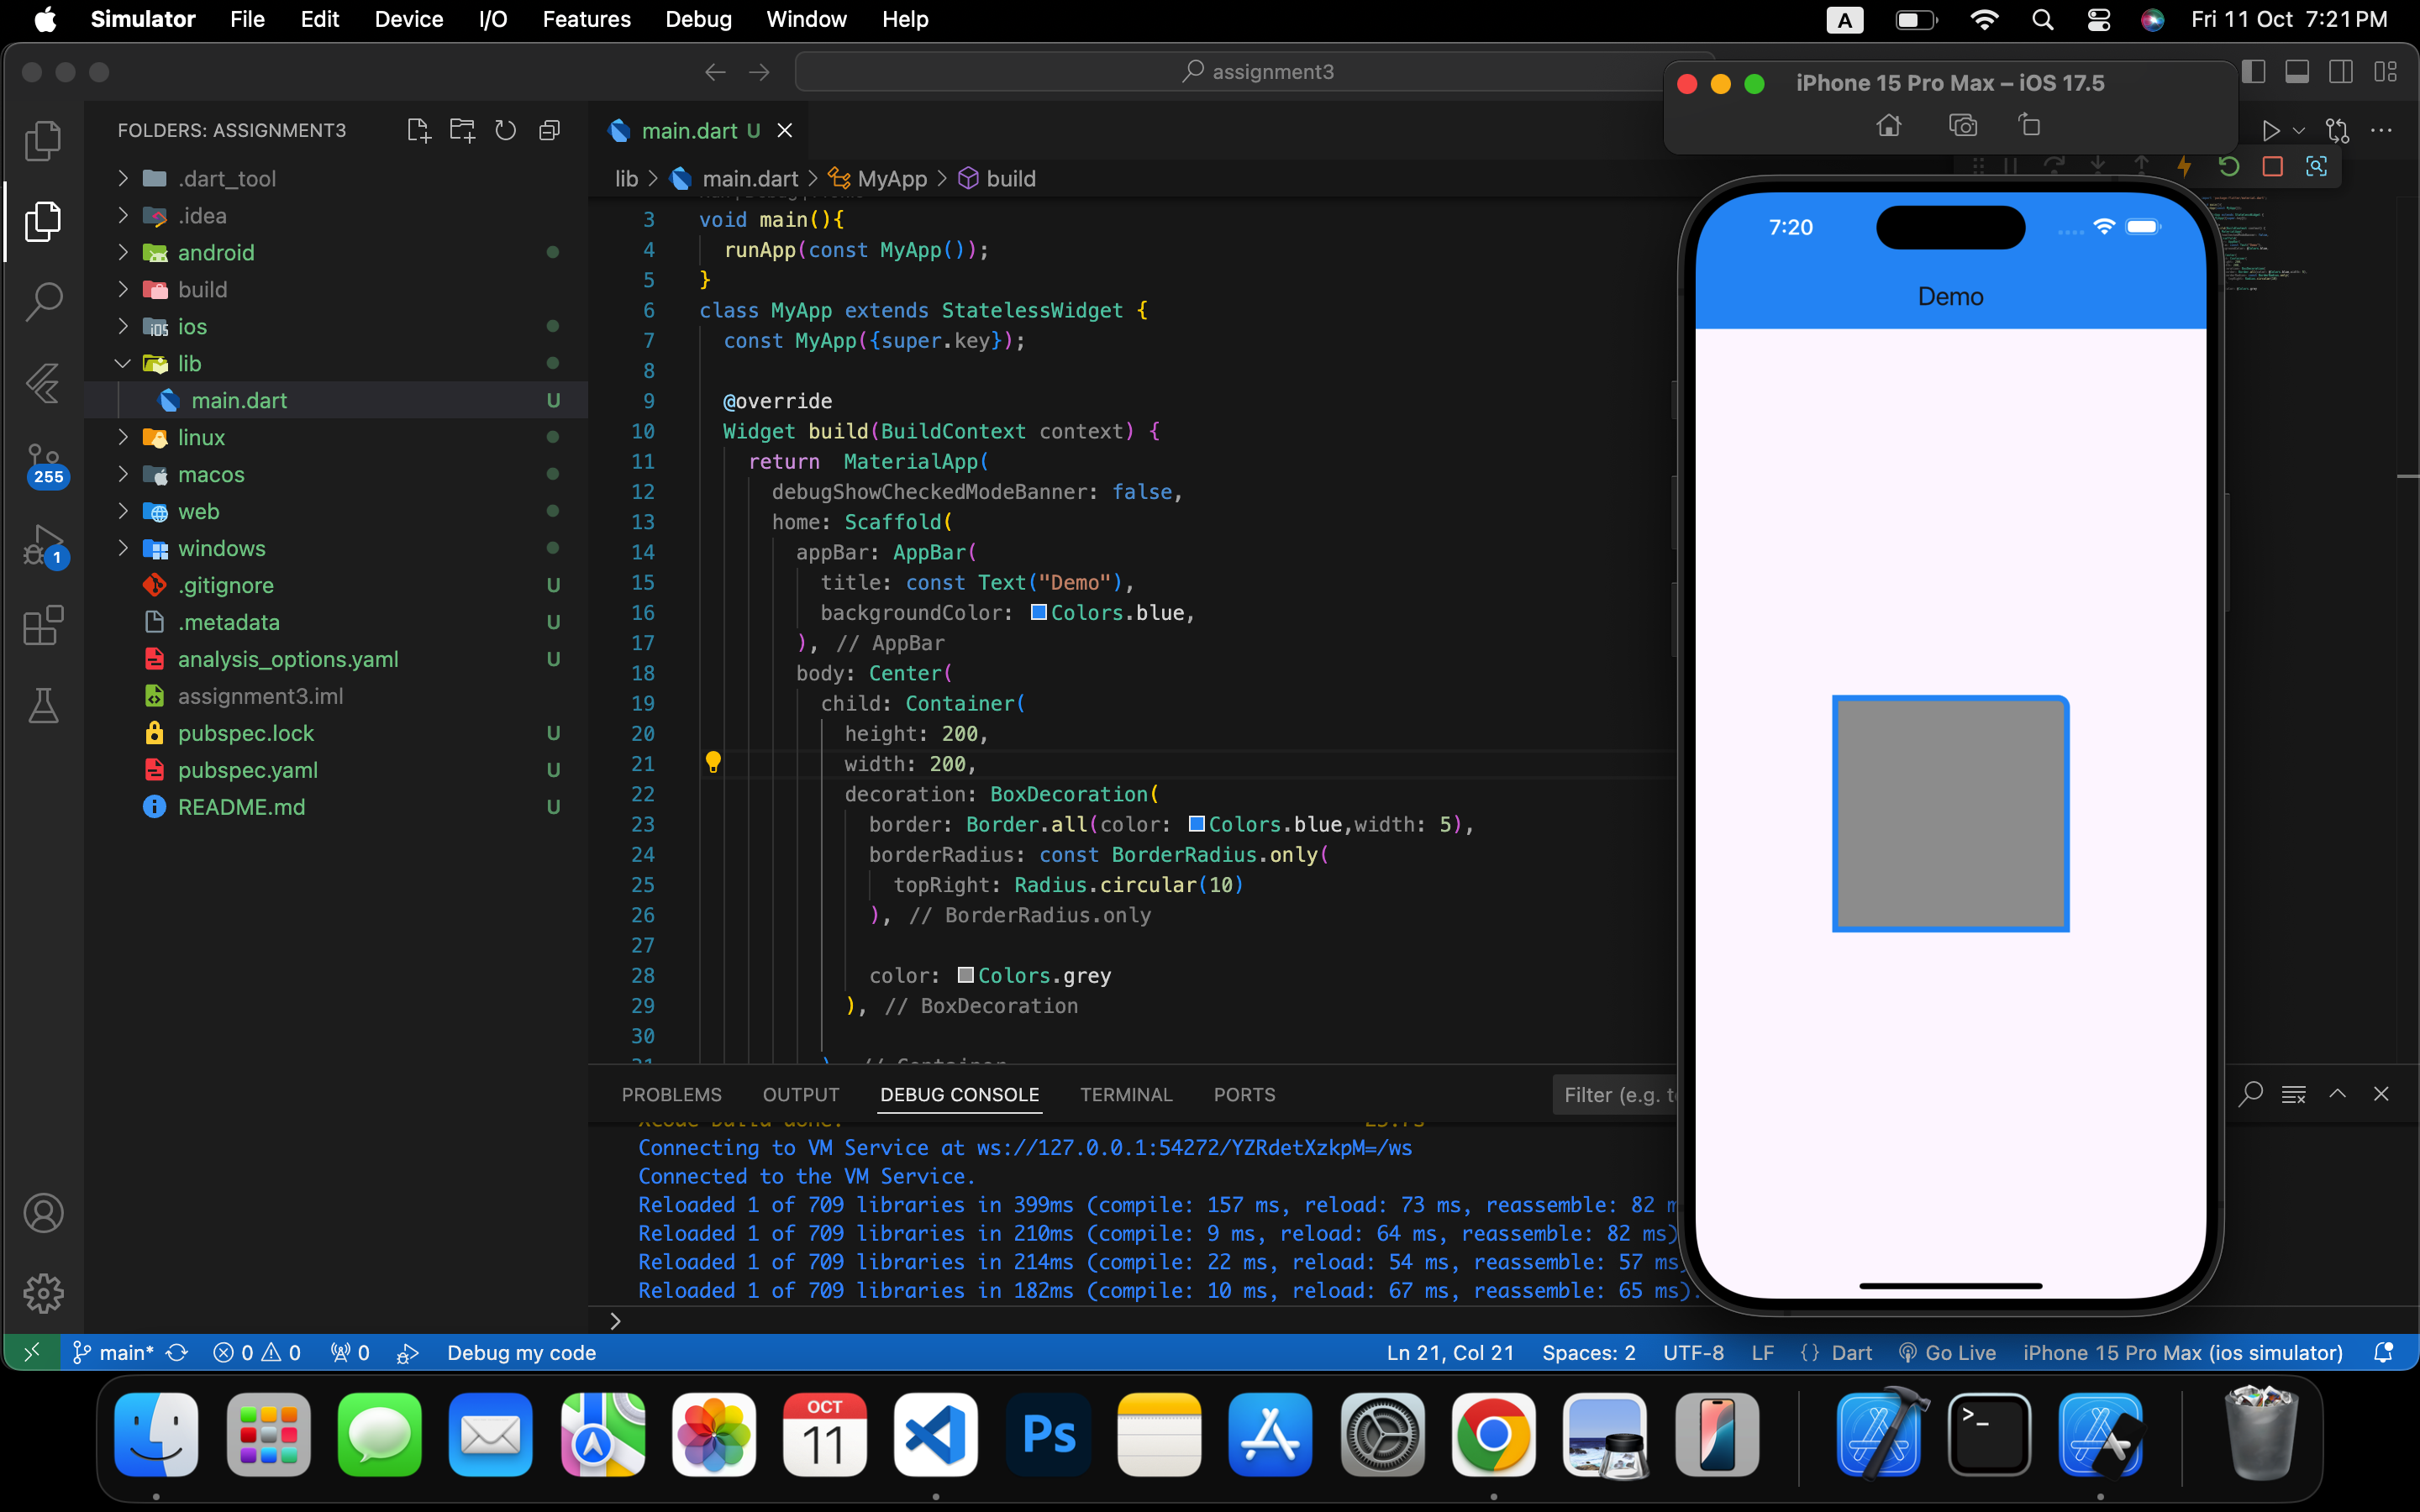 Simulator File Edit Device I/O Features Debug Window Help A Fri 11 Oct 7:21 PM
assignment3
iPhone 15 Pro Max – iOS 17.5
FOLDERS: ASSIGNMENT3
.dart_tool
.idea
android
build
ios
lib
main.dart U
linux
macos
web
windows
.gitignore U
.metadata U
analysis_options.yaml U
assignment3.iml
pubspec.lock U
pubspec.yaml U
README.md U
255
1
main.dart U
lib > main.dart > MyApp > build
3 void main(){
4 runApp(const MyApp());
5 }
6 class MyApp extends StatelessWidget {
7 const MyApp({super.key});
8
9 @override
10 Widget build(BuildContext context) {
11 return  MaterialApp(
12 debugShowCheckedModeBanner: false,
13 home: Scaffold(
14 appBar: AppBar(
15 title: const Text("Demo"),
16 backgroundColor: Colors.blue,
17 ), // AppBar
18 body: Center(
19 child: Container(
20 height: 200,
21 width: 200,
22 decoration: BoxDecoration(
23 border: Border.all(color: Colors.blue,width: 5),
24 borderRadius: const BorderRadius.only(
25 topRight: Radius.circular(10)
26 ), // BorderRadius.only
27
28 color: Colors.grey
29 ), // BoxDecoration
30
31 ), // Container
7:20
Demo
PROBLEMS OUTPUT DEBUG CONSOLE TERMINAL PORTS Filter (e.g. t
Xcode build done. 23.7s
Connecting to VM Service at ws://127.0.0.1:54272/YZRdetXzkpM=/ws
Connected to the VM Service.
Reloaded 1 of 709 libraries in 399ms (compile: 157 ms, reload: 73 ms, reassemble: 82 m
Reloaded 1 of 709 libraries in 210ms (compile: 9 ms, reload: 64 ms, reassemble: 82 ms)
Reloaded 1 of 709 libraries in 214ms (compile: 22 ms, reload: 54 ms, reassemble: 57 ms
Reloaded 1 of 709 libraries in 182ms (compile: 10 ms, reload: 67 ms, reassemble: 65 ms).
main* 0 0 0 Debug my code Ln 21, Col 21 Spaces: 2 UTF-8 LF {} Dart Go Live iPhone 15 Pro Max (ios simulator)
OCT
11
Ps